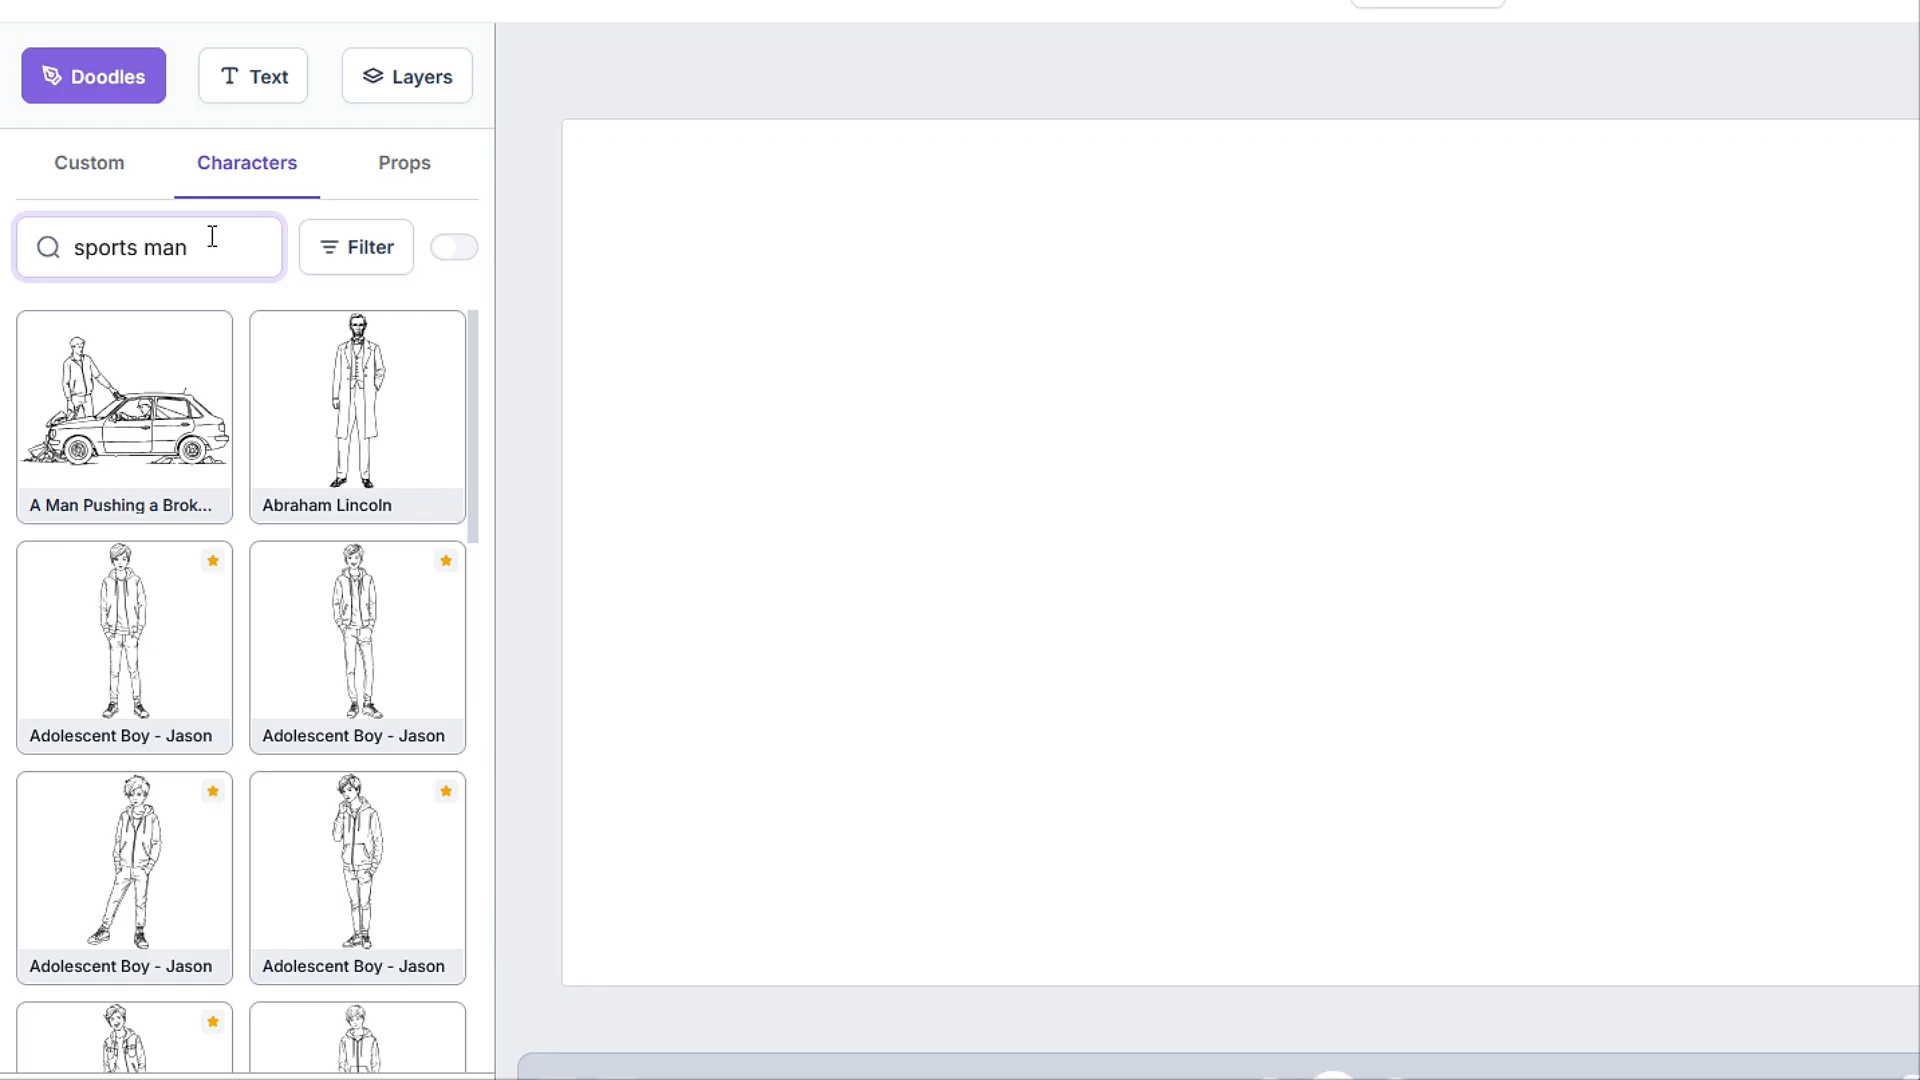 Doodles
Text
Layers
Custom
Characters
Props
sports man
Filter
A Man Pushing a Brok...
Abraham Lincoln
Adolescent Boy - Jason
Adolescent Boy - Jason
Adolescent Boy - Jason
Adolescent Boy - Jason